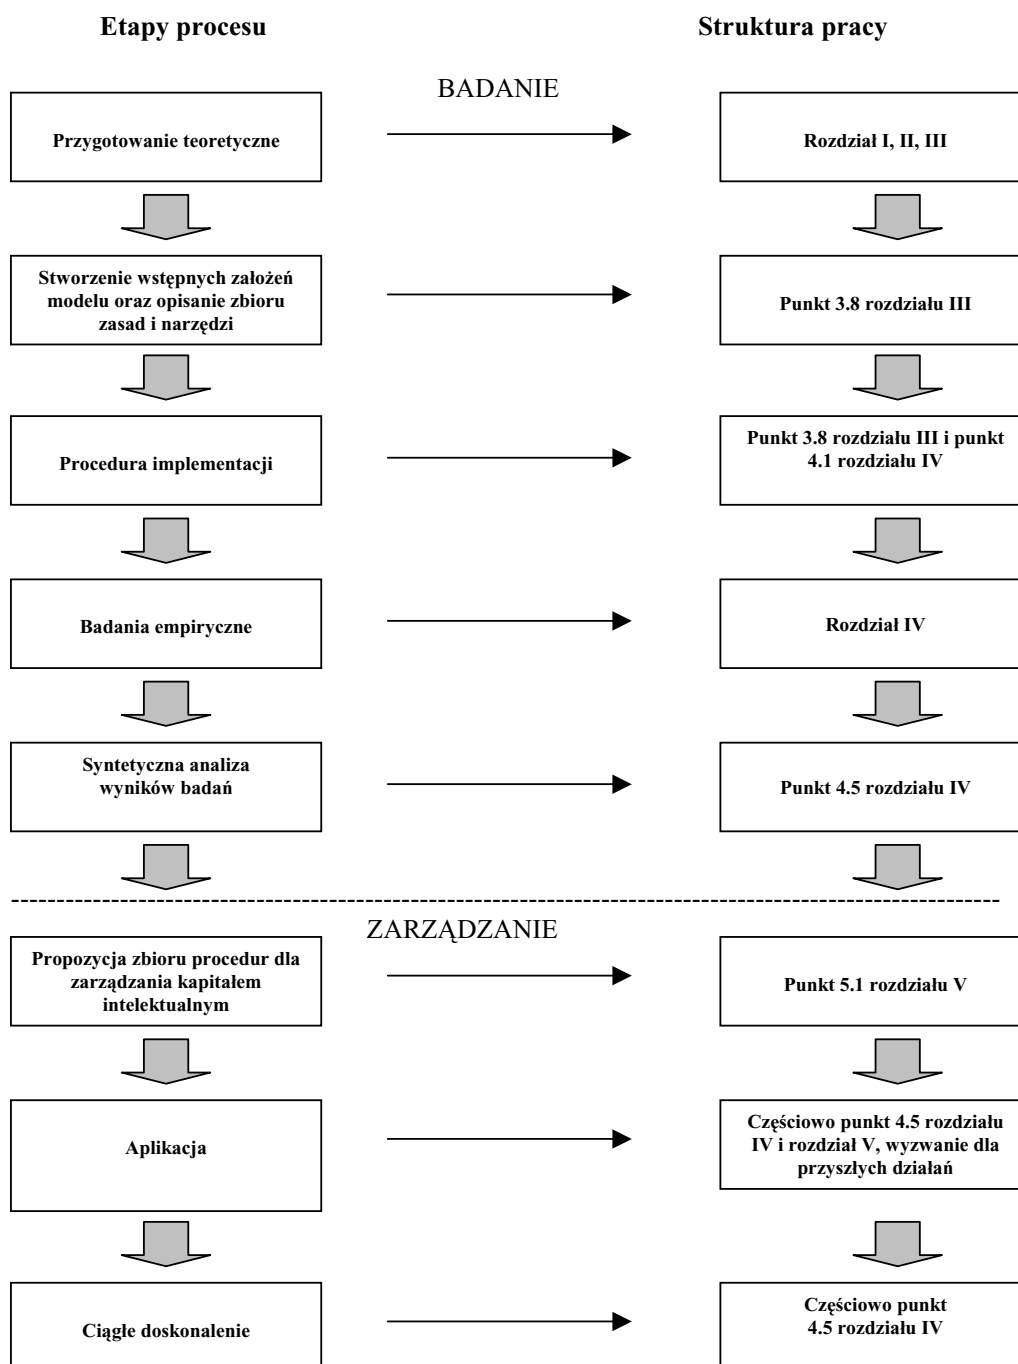 Etapy procesu
Struktura pracy
BADANIE
Przygotowanie teoretyczne
Rozdział I, II, III
Stworzenie wstępnych założeń
modelu oraz opisanie zbioru
zasad i narzędzi
Punkt 3.8 rozdziału III
Procedura implementacji
Punkt 3.8 rozdziału III i punkt
4.1 rozdziału IV
Badania empiryczne
Rozdział IV
Syntetyczna analiza
wyników badań
Punkt 4.5 rozdziału IV
ZARZĄDZANIE
Propozycja zbioru procedur dla
zarządzania kapitałem
intelektualnym
Punkt 5.1 rozdziału V
Aplikacja
Częściowo punkt 4.5 rozdziału
IV i rozdział V, wyzwanie dla
przyszłych działań
Ciągłe doskonalenie
Częściowo punkt
4.5 rozdziału IV